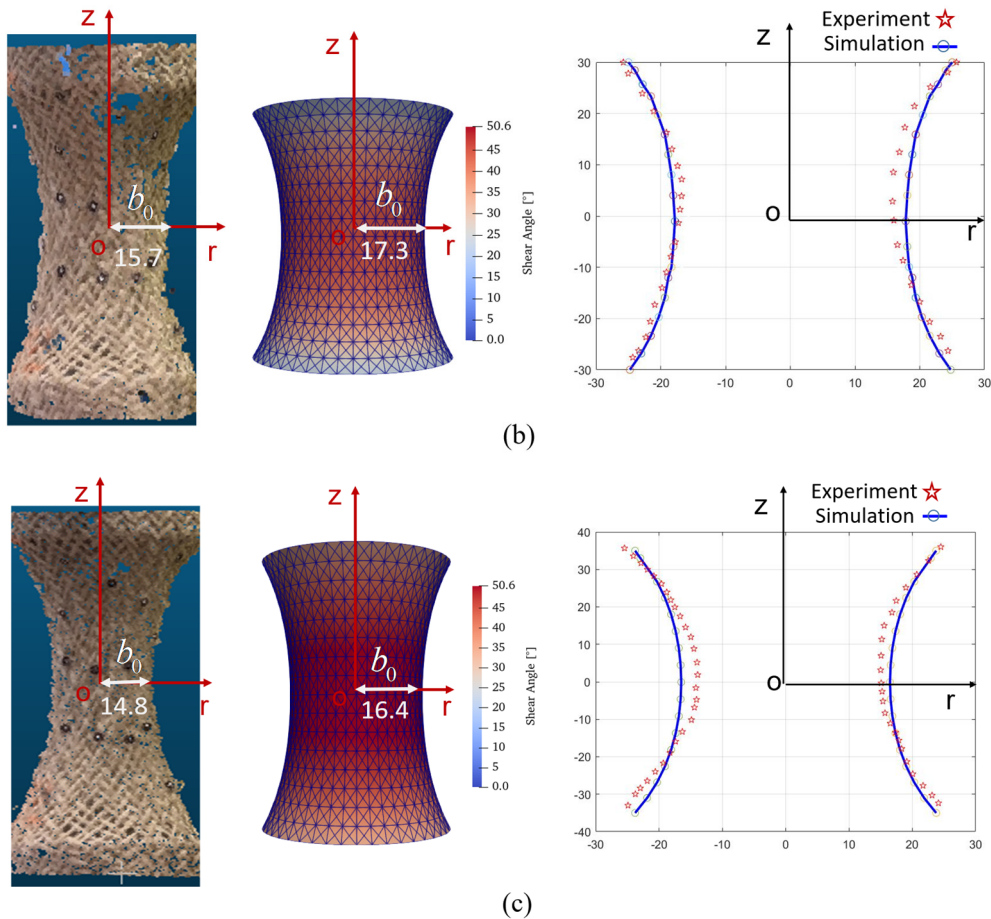 z
b₀
o
15.7
r
z
b₀
o
17.3
r
50.6
45
40
35
30
25
20
15
10
5
0.0
Shear Angle [°]
Experiment
Simulation
z
o
r
30
20
10
0
-10
-20
-30
-30
-20
-10
0
10
20
30
(b)
z
b₀
o
14.8
r
z
b₀
o
16.4
r
50.6
45
40
35
30
25
20
15
10
5
0.0
Shear Angle [°]
Experiment
Simulation
z
o
r
40
30
20
10
0
-10
-20
-30
-40
-30
-20
-10
0
10
20
30
(c)